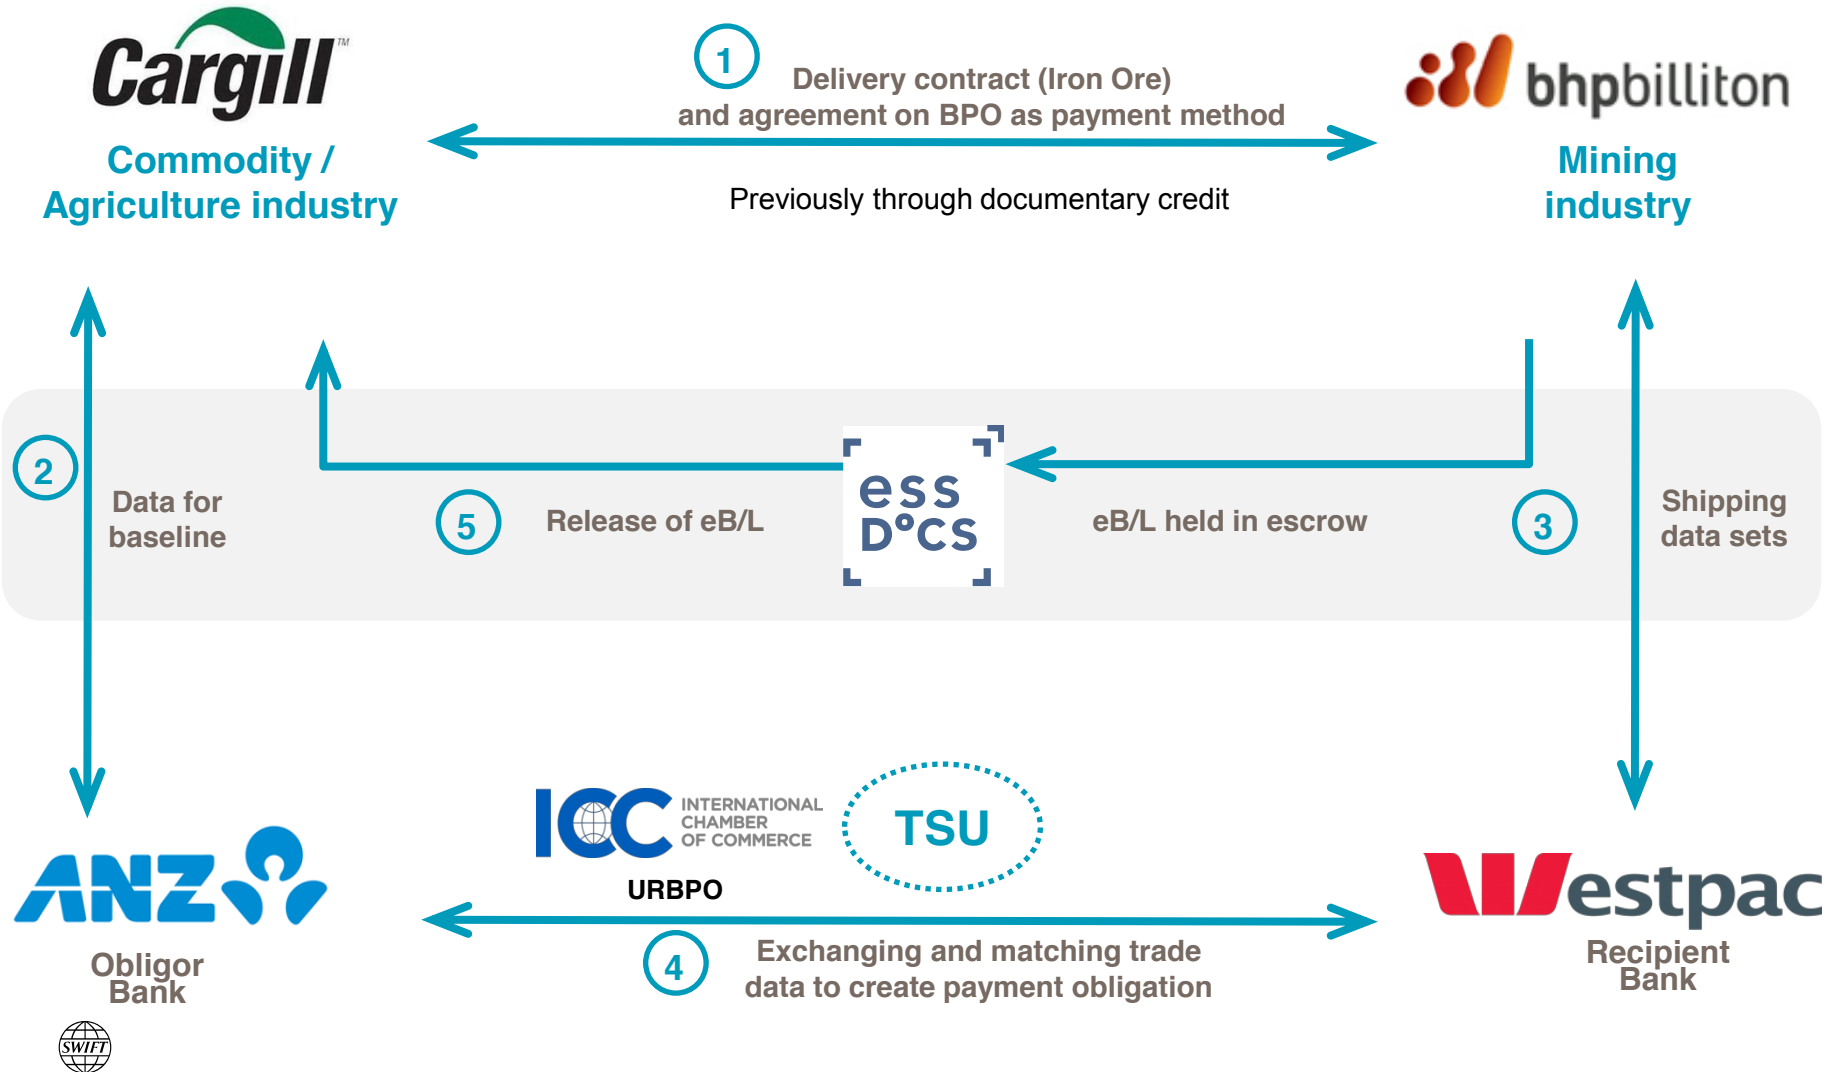 Cargill™
Commodity /
Agriculture industry
1
Delivery contract (Iron Ore)
and agreement on BPO as payment method
Previously through documentary credit
bhpbilliton
Mining
industry
2
Data for
baseline
5
Release of eB/L
ess
D°CS
eB/L held in escrow
3
Shipping
data sets
ICC
INTERNATIONAL
CHAMBER
OF COMMERCE
URBPO
TSU
ANZ
Obligor
Bank
4
Exchanging and matching trade
data to create payment obligation
Westpac
Recipient
Bank
SWIFT